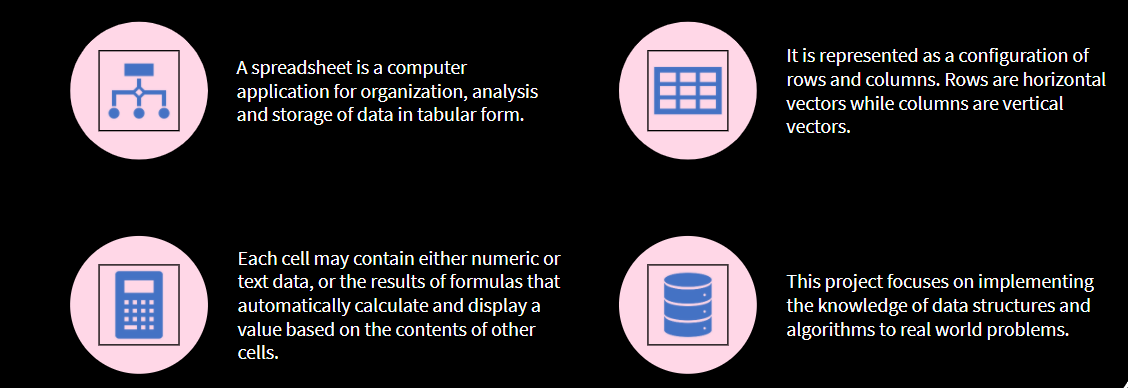 A spreadsheet is a computer
application for organization, analysis
and storage of data in tabular form.
It is represented as a configuration of
rows and columns. Rows are horizontal
vectors while columns are vertical
vectors.
Each cell may contain either numeric or
text data, or the results of formulas that
automatically calculate and display a
value based on the contents of other
cells.
This project focuses on implementing
the knowledge of data structures and
algorithms to real world problems.